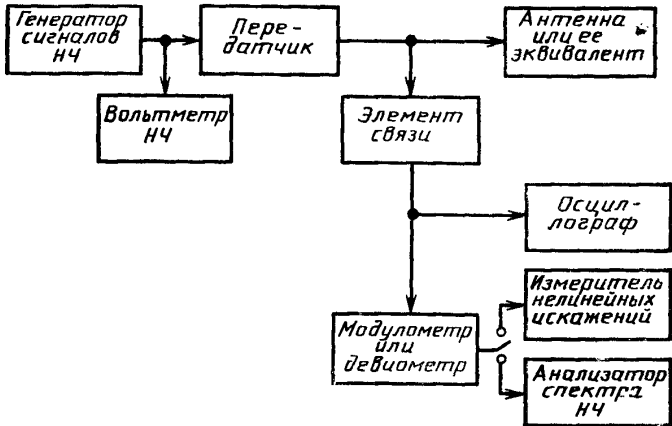 Генератор
сигналов
НЧ
Пере-
датчик
Антенна
или ее
эквивалент
Вольтметр
НЧ
Элемент
связи
Осцил-
лограф
Измеритель
нелинейных
искажений
Модулометр
или
девиометр
Анализатор
спектра
НЧ